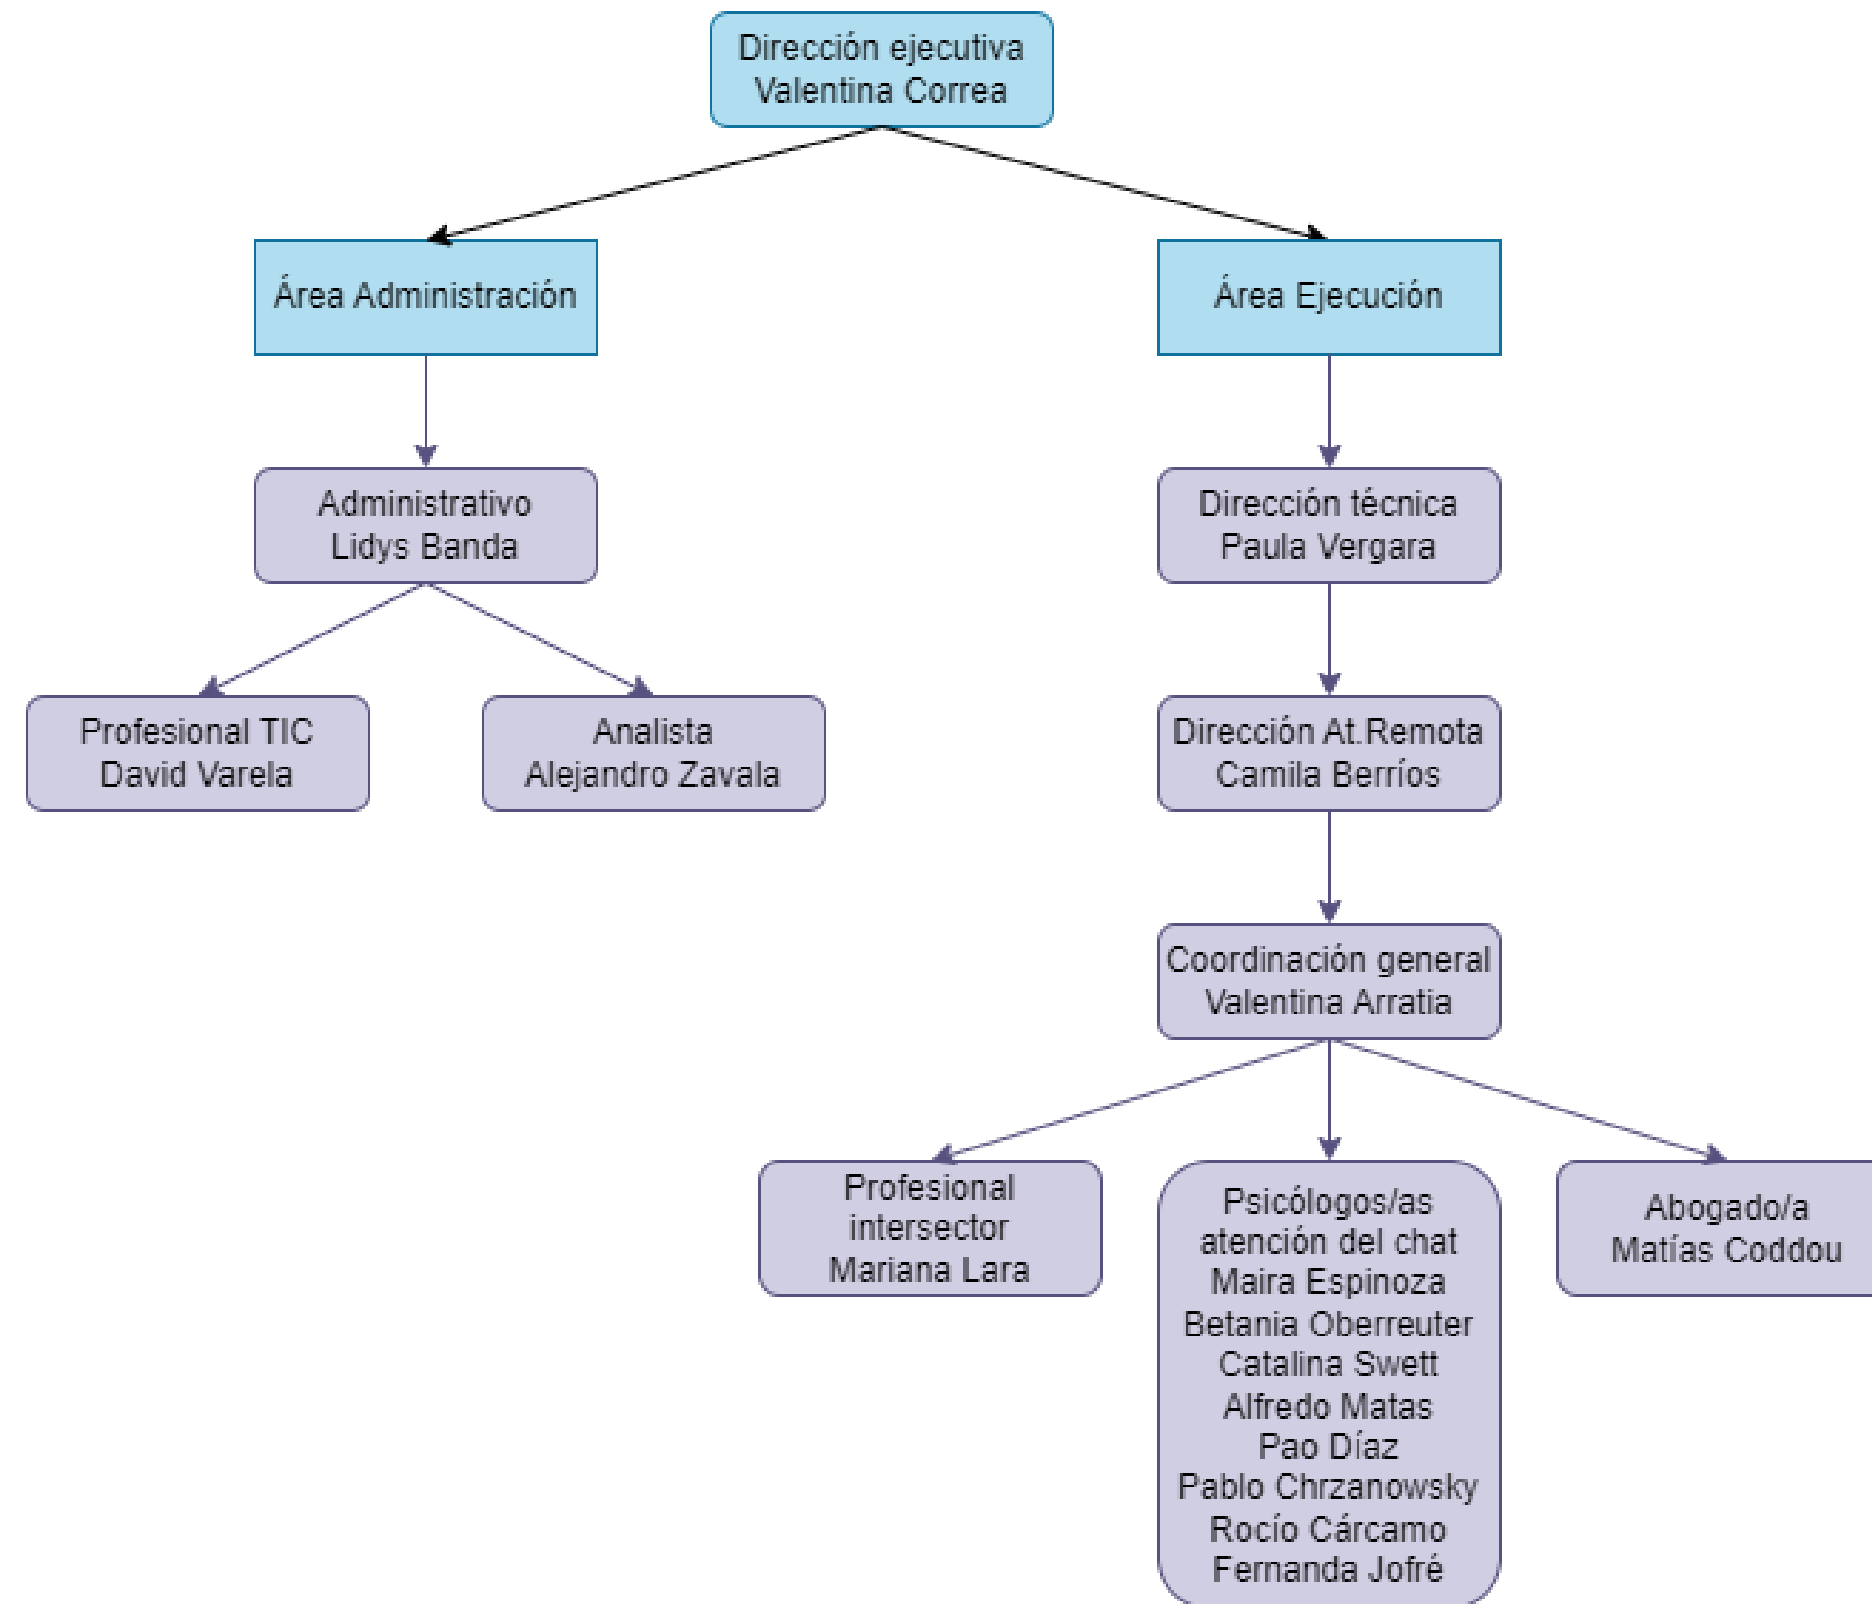 Dirección ejecutiva
Valentina Correa
Área Administración
Área Ejecución
Administrativo
Lidys Banda
Dirección técnica
Paula Vergara
Profesional TIC
David Varela
Analista
Alejandro Zavala
Dirección At.Remota
Camila Berríos
Coordinación general
Valentina Arratia
Profesional
intersector
Mariana Lara
Psicólogos/as
atención del chat
Maira Espinoza
Betania Oberreuter
Catalina Swett
Alfredo Matas
Pao Díaz
Pablo Chrzanowsky
Rocío Cárcamo
Fernanda Jofré
Abogado/a
Matías Coddou